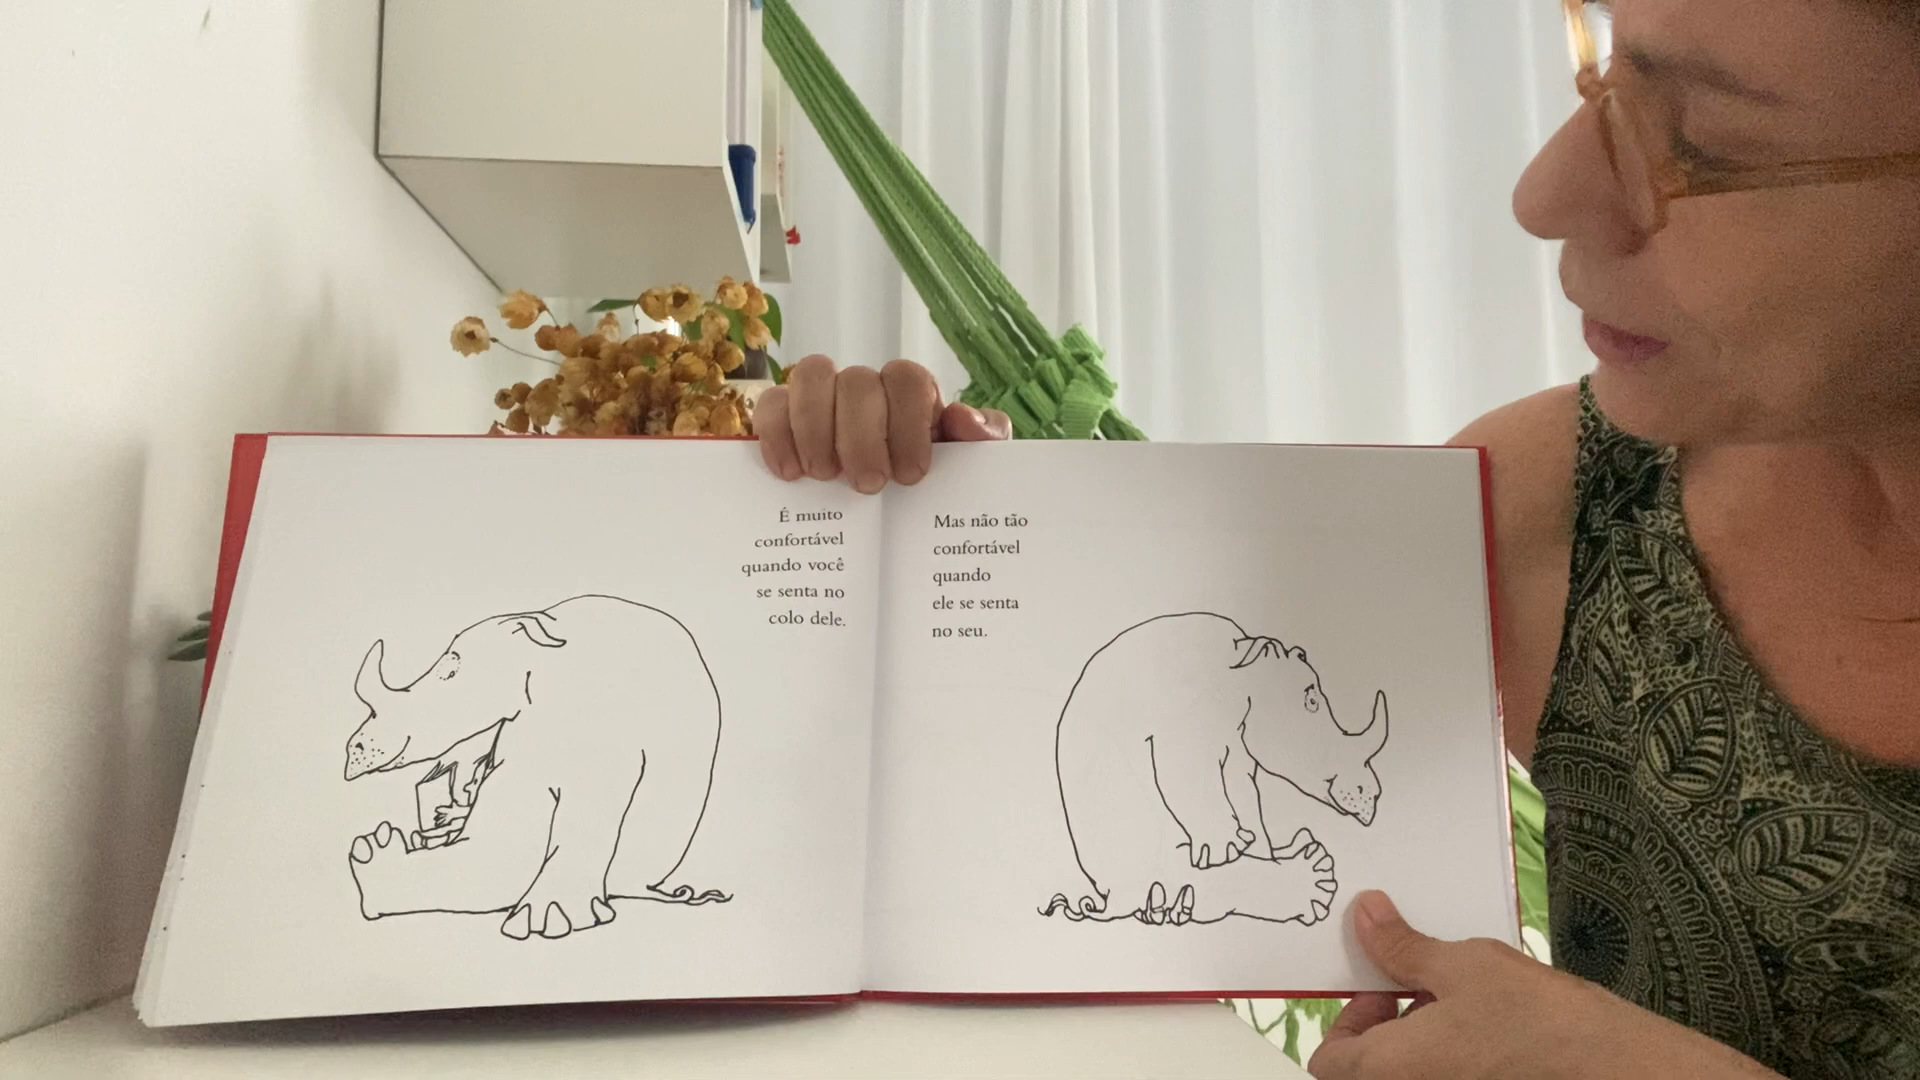 É muito
confortável
quando você
se senta no
colo dele.
Mas não tão
confortável
quando
ele se senta
no seu.